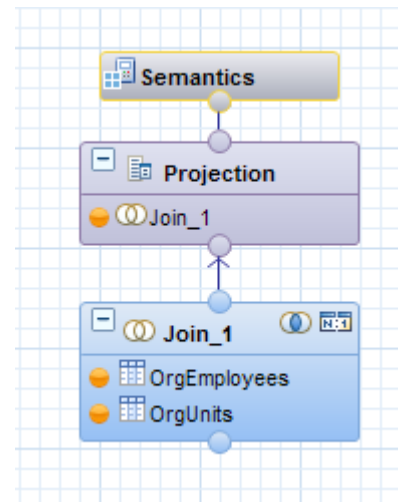 Semantics
Projection
Join_1
Join_1
N:1
OrgEmployees
OrgUnits